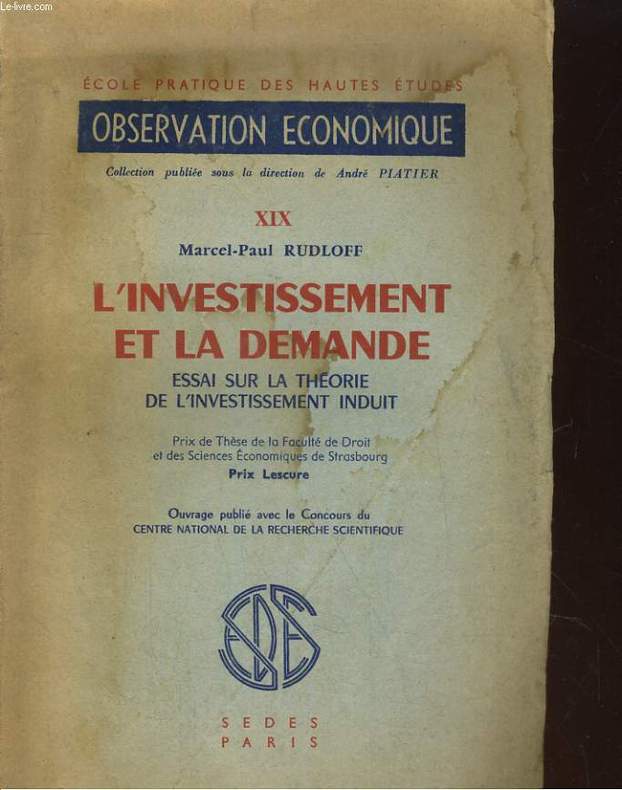 Le-livre.com
ÉCOLE PRATIQUE DES HAUTES ÉTUDES
OBSERVATION ECONOMIQUE
Collection publiée sous la direction de André PIATIER
XIX
Marcel-Paul RUDLOFF
L'INVESTISSEMENT
ET LA DEMANDE
ESSAI SUR LA THÉORIE
DE L'INVESTISSEMENT INDUIT
Prix de Thèse de la Faculté de Droit
et des Sciences Économiques de Strasbourg
Prix Lescure
Ouvrage publié avec le Concours du
CENTRE NATIONAL DE LA RECHERCHE SCIENTIFIQUE
SEDES
SEDES
PARIS